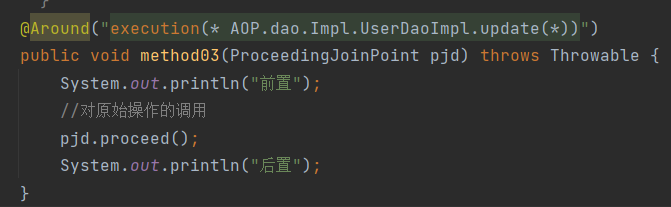 }
@Around("execution(* AOP.dao.Impl.UserDaoImpl.update(*))")
public void method03(ProceedingJoinPoint pjd) throws Throwable {
System.out.println("前置");
//对原始操作的调用
pjd.proceed();
System.out.println("后置");
}